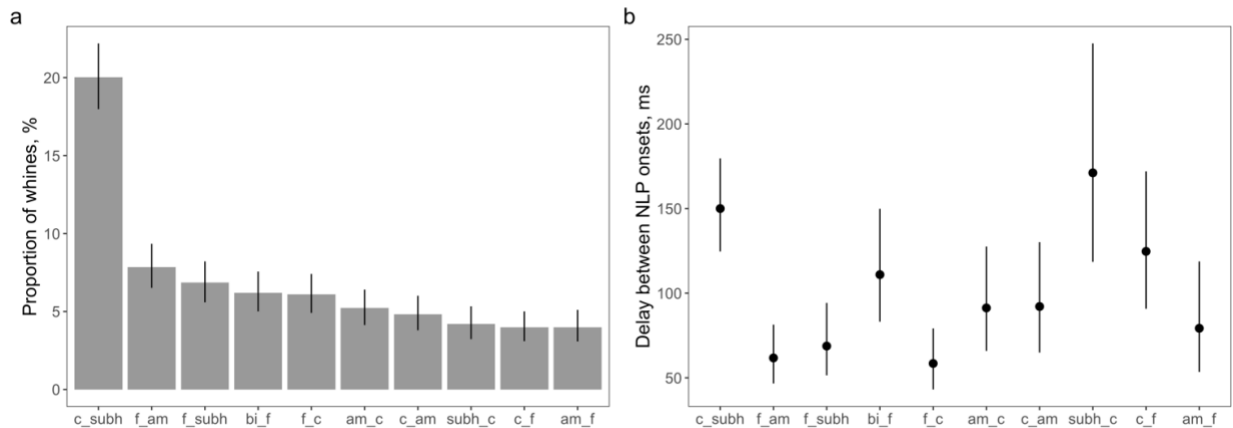 a
Proportion of whines, %
20
15
10
5
0
c_subh f_am f_subh bi_f f_c am_c c_am subh_c c_f am_f
b
Delay between NLP onsets, ms
250
200
150
100
50
c_subh f_am f_subh bi_f f_c am_c c_am subh_c c_f am_f